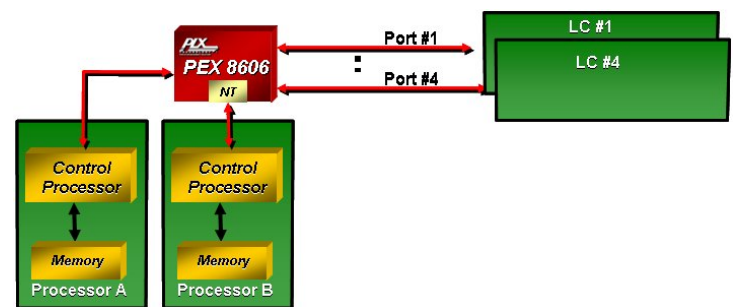 PLX
PEX 8606
NT
Port #1
:
Port #4
LC #1
LC #4
Control
Processor
Memory
Processor A
Control
Processor
Memory
Processor B